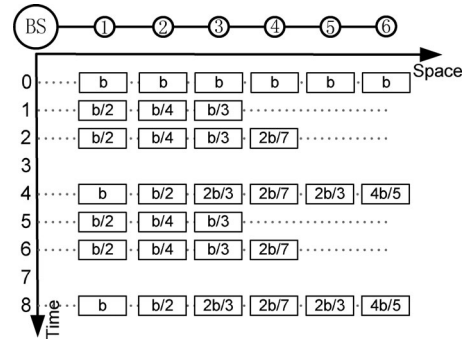 BS 1 2 3 4 5 6
Space
0 b b b b b b
1 b/2 b/4 b/3
2 b/2 b/4 b/3 2b/7
3
4 b b/2 2b/3 2b/7 2b/3 4b/5
5 b/2 b/4 b/3
6 b/2 b/4 b/3 2b/7
7
8 b b/2 2b/3 2b/7 2b/3 4b/5
Time